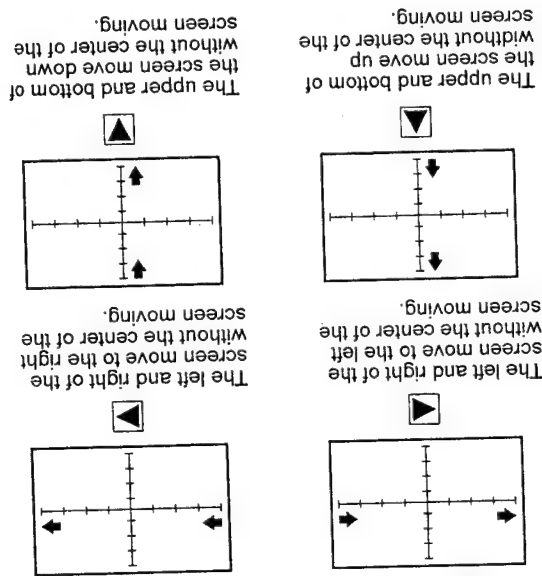 The left and right of the
screen move to the left
without the center of the
screen moving.
The left and right of the
screen move to the right
without the center of the
screen moving.
The upper and bottom of
the screen move up
widthout the center of the
screen moving.
The upper and bottom of
the screen move down
without the center of the
screen moving.